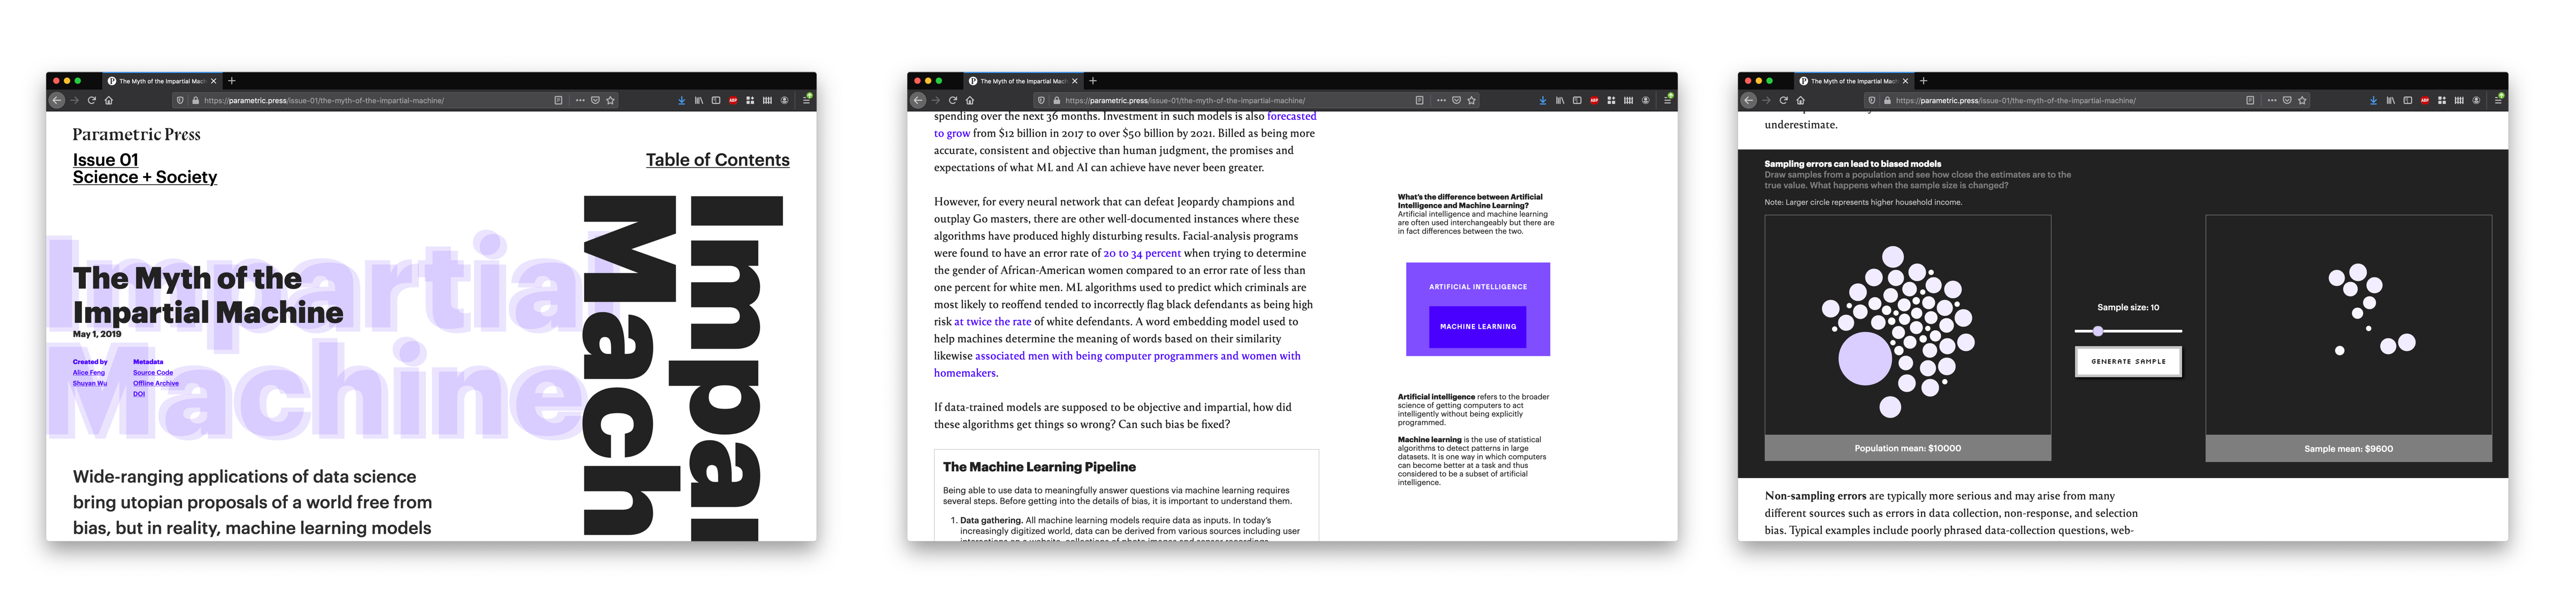 The Myth of the Impartial Mach
https://parametric.press/issue-01/the-myth-of-the-impartial-machine/
ABP
Parametric Press
Issue 01
Science + Society
Table of Contents
Impartial
Machine
The Myth of the
Impartial Machine
May 1, 2019
Created by
Alice Feng
Shuyan Wu
Metadata
Source Code
Offline Archive
DOI
Wide-ranging applications of data science
bring utopian proposals of a world free from
bias, but in reality, machine learning models
Impar
Mach
The Myth of the Impartial Mach
https://parametric.press/issue-01/the-myth-of-the-impartial-machine/
ABP
spending over the next 36 months. Investment in such models is also forecasted
to grow from $12 billion in 2017 to over $50 billion by 2021. Billed as being more
accurate, consistent and objective than human judgment, the promises and
expectations of what ML and AI can achieve have never been greater.
However, for every neural network that can defeat Jeopardy champions and
outplay Go masters, there are other well-documented instances where these
algorithms have produced highly disturbing results. Facial-analysis programs
were found to have an error rate of 20 to 34 percent when trying to determine
the gender of African-American women compared to an error rate of less than
one percent for white men. ML algorithms used to predict which criminals are
most likely to reoffend tended to incorrectly flag black defendants as being high
risk at twice the rate of white defendants. A word embedding model used to
help machines determine the meaning of words based on their similarity
likewise associated men with being computer programmers and women with
homemakers.
If data-trained models are supposed to be objective and impartial, how did
these algorithms get things so wrong? Can such bias be fixed?
The Machine Learning Pipeline
Being able to use data to meaningfully answer questions via machine learning requires
several steps. Before getting into the details of bias, it is important to understand them.
1. Data gathering. All machine learning models require data as inputs. In today's
increasingly digitized world, data can be derived from various sources including user
interactions on a website, collections of photo images and sensor recordings.
What's the difference between Artificial
Intelligence and Machine Learning?
Artificial intelligence and machine learning
are often used interchangeably but there are
in fact differences between the two.
ARTIFICIAL INTELLIGENCE
MACHINE LEARNING
Artificial intelligence refers to the broader
science of getting computers to act
intelligently without being explicitly
programmed.
Machine learning is the use of statistical
algorithms to detect patterns in large
datasets. It is one way in which computers
can become better at a task and thus
considered to be a subset of artificial
intelligence.
The Myth of the Impartial Mach
https://parametric.press/issue-01/the-myth-of-the-impartial-machine/
ABP
underestimate.
Sampling errors can lead to biased models
Draw samples from a population and see how close the estimates are to the
true value. What happens when the sample size is changed?
Note: Larger circle represents higher household income.
Population mean: $10000
Sample size: 10
GENERATE SAMPLE
Sample mean: $9600
Non-sampling errors are typically more serious and may arise from many
different sources such as errors in data collection, non-response, and selection
bias. Typical examples include poorly phrased data-collection questions, web-